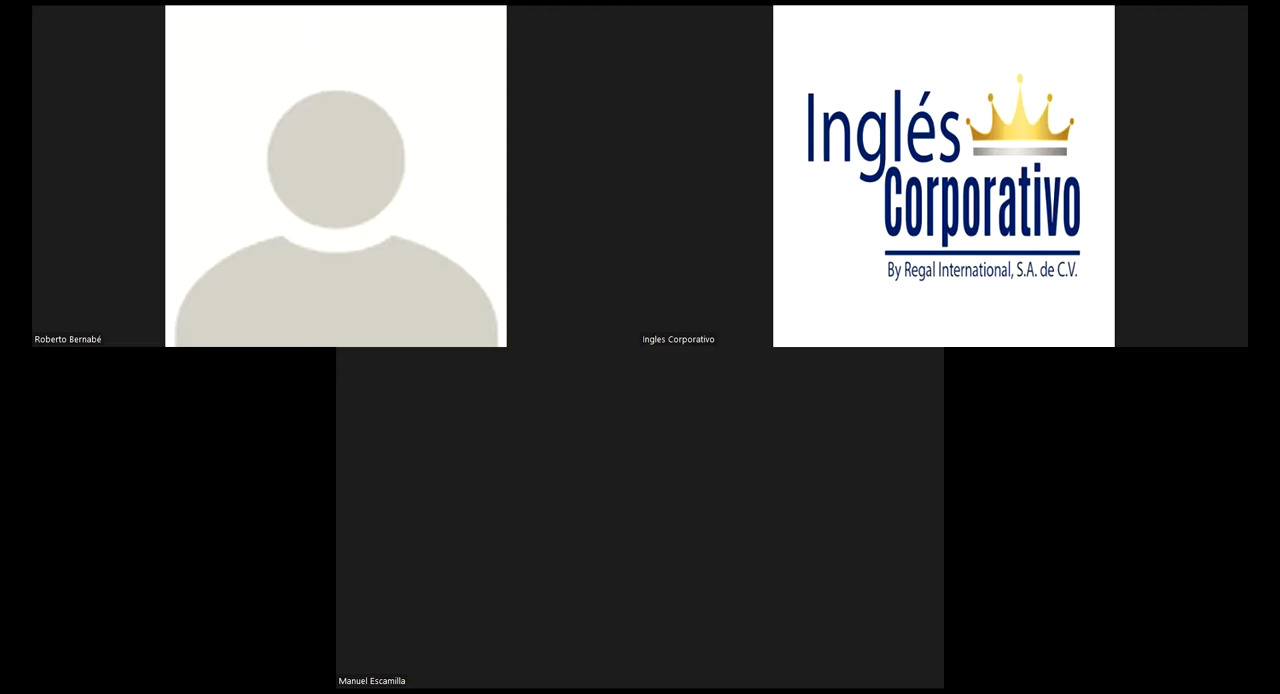 Inglés
Corporativo
By Regal International, S.A. de C.V.
Roberto Bernabé
Ingles Corporativo
Manuel Escamilla